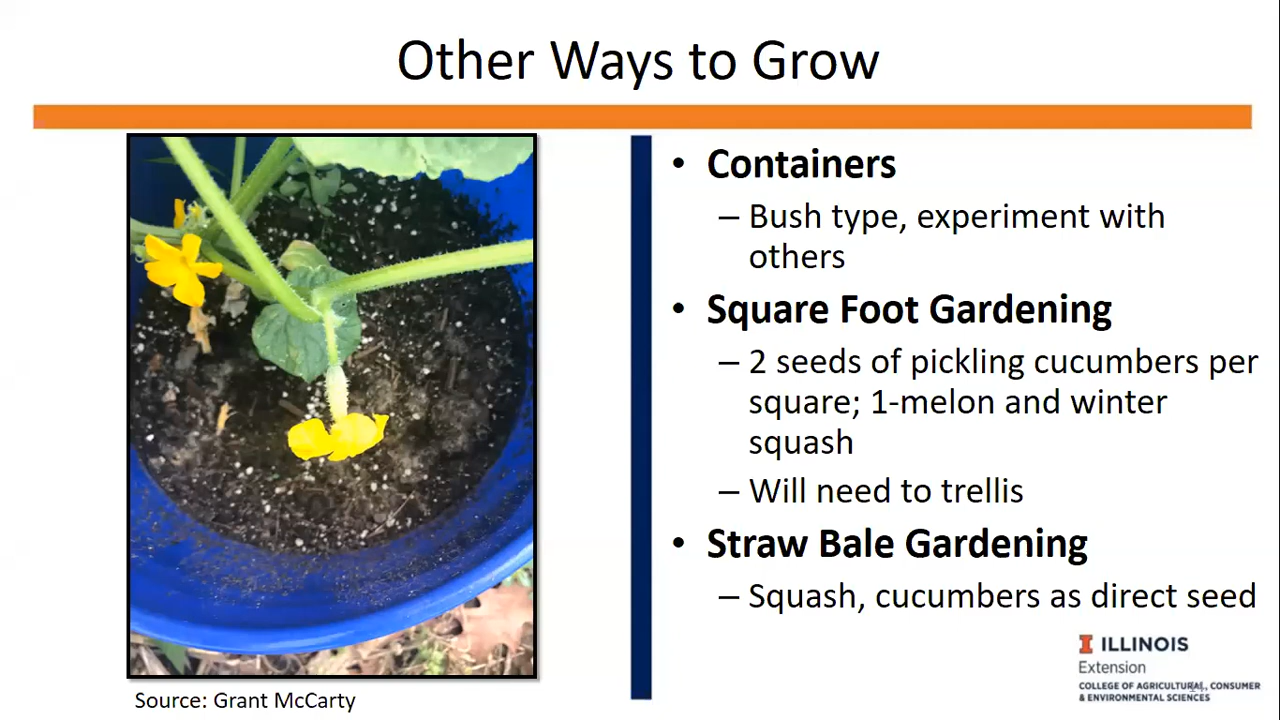 Other Ways to Grow
• Containers
– Bush type, experiment with
others
• Square Foot Gardening
– 2 seeds of pickling cucumbers per
square; 1-melon and winter
squash
– Will need to trellis
• Straw Bale Gardening
– Squash, cucumbers as direct seed
Source: Grant McCarty
I ILLINOIS
Extension
COLLEGE OF AGRICULTURAL, CONSUMER
& ENVIRONMENTAL SCIENCES